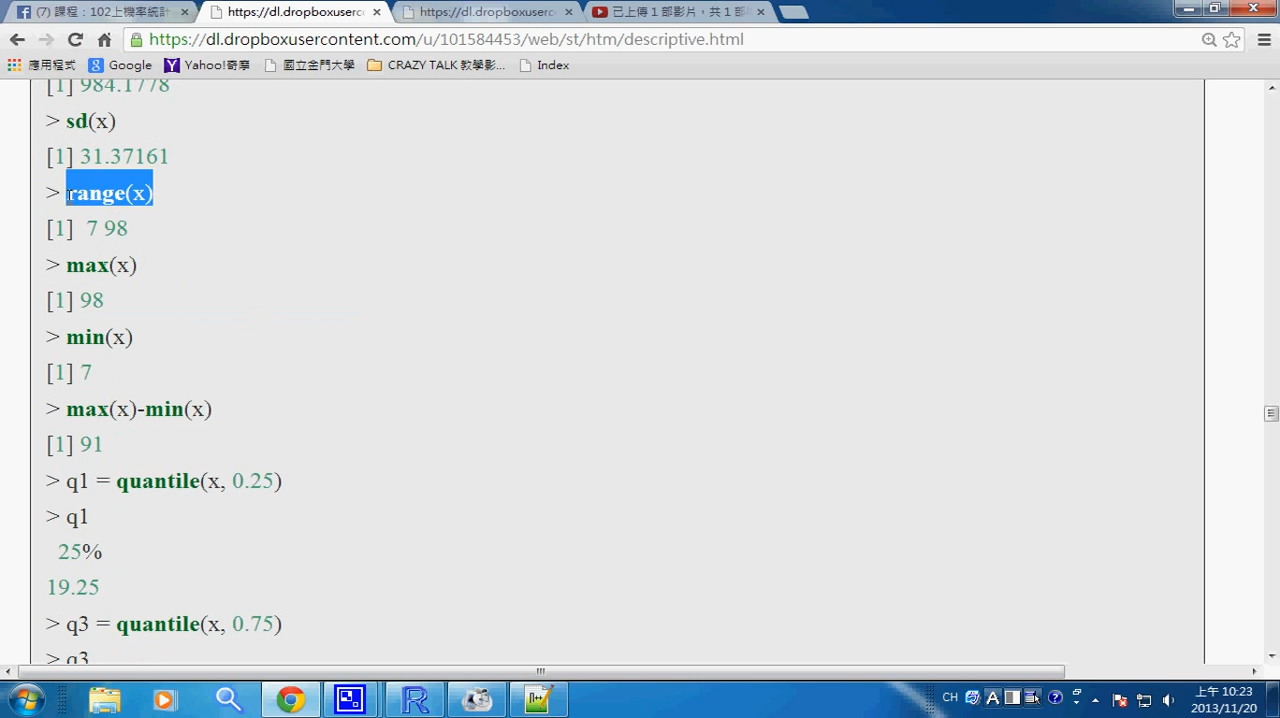 課程：102上機率統計
https://dl.dropboxuserc
https://dl.dropboxuserc
已上傳 1 部影片，共 1 部
https://dl.dropboxusercontent.com/u/101584453/web/st/htm/descriptive.html
應用程式
Google
Yahoo!奇摩
國立金門大學
CRAZY TALK 教學影...
Index
[1] 984.1778
> sd(x)
[1] 31.37161
> range(x)
[1]  7 98
> max(x)
[1] 98
> min(x)
[1] 7
> max(x)-min(x)
[1] 91
> q1 = quantile(x, 0.25)
> q1
25%
19.25
> q3 = quantile(x, 0.75)
> q3
CH
上午 10:23
2013/11/20